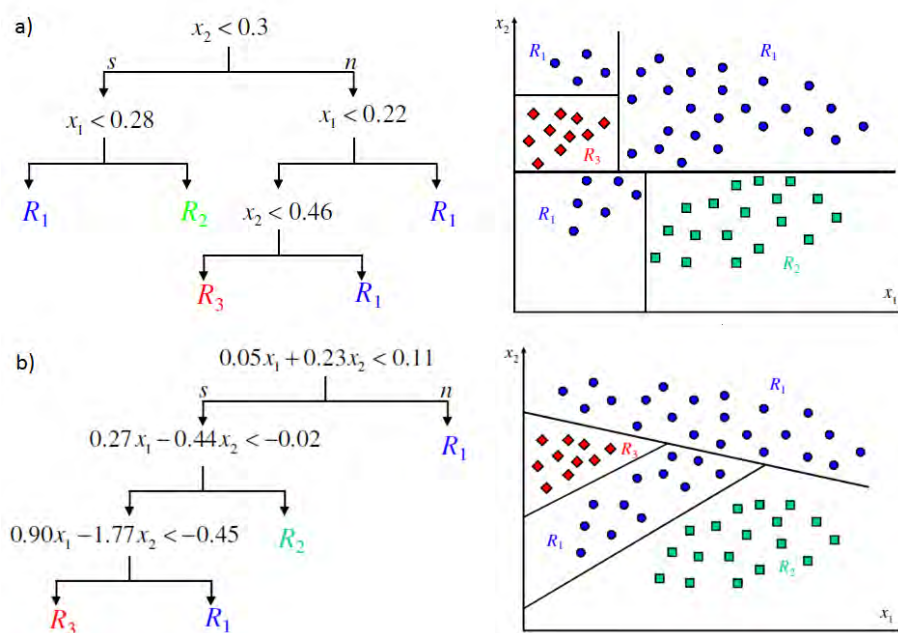 a)
x₂ < 0.3
s n
x₁ < 0.28 x₁ < 0.22
R₁ R₂ x₂ < 0.46 R₁
R₃ R₁
x₂
R₁ R₁
R₃
R₁
R₂
x₁
b)
0.05x₁ + 0.23x₂ < 0.11
s n
0.27x₁ − 0.44x₂ < −0.02 R₁
0.90x₁ − 1.77x₂ < −0.45 R₂
R₃ R₁
x₂
R₁
R₃
R₁
R₂
x₁